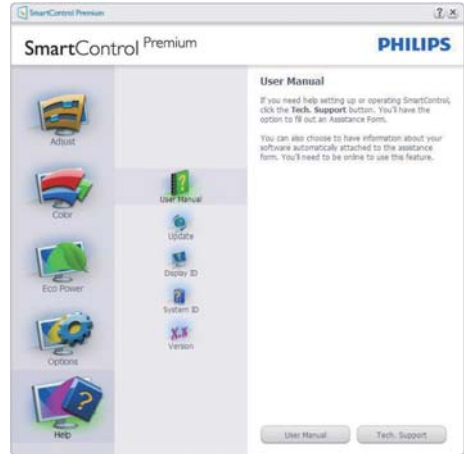 SmartControl Premium
? x
SmartControl Premium
PHILIPS
Adjust
Color
Eco Power
Options
Help
User Manual
Update
Display ID
System ID
X.X
Version
User Manual
If you need help setting up or operating SmartControl,
click the Tech. Support button. You'll have the
option to fill out an Assistance Form.
You can also choose to have information about your
software automatically attached to the assistance
form. You'll need to be online to use this feature.
User Manual
Tech. Support